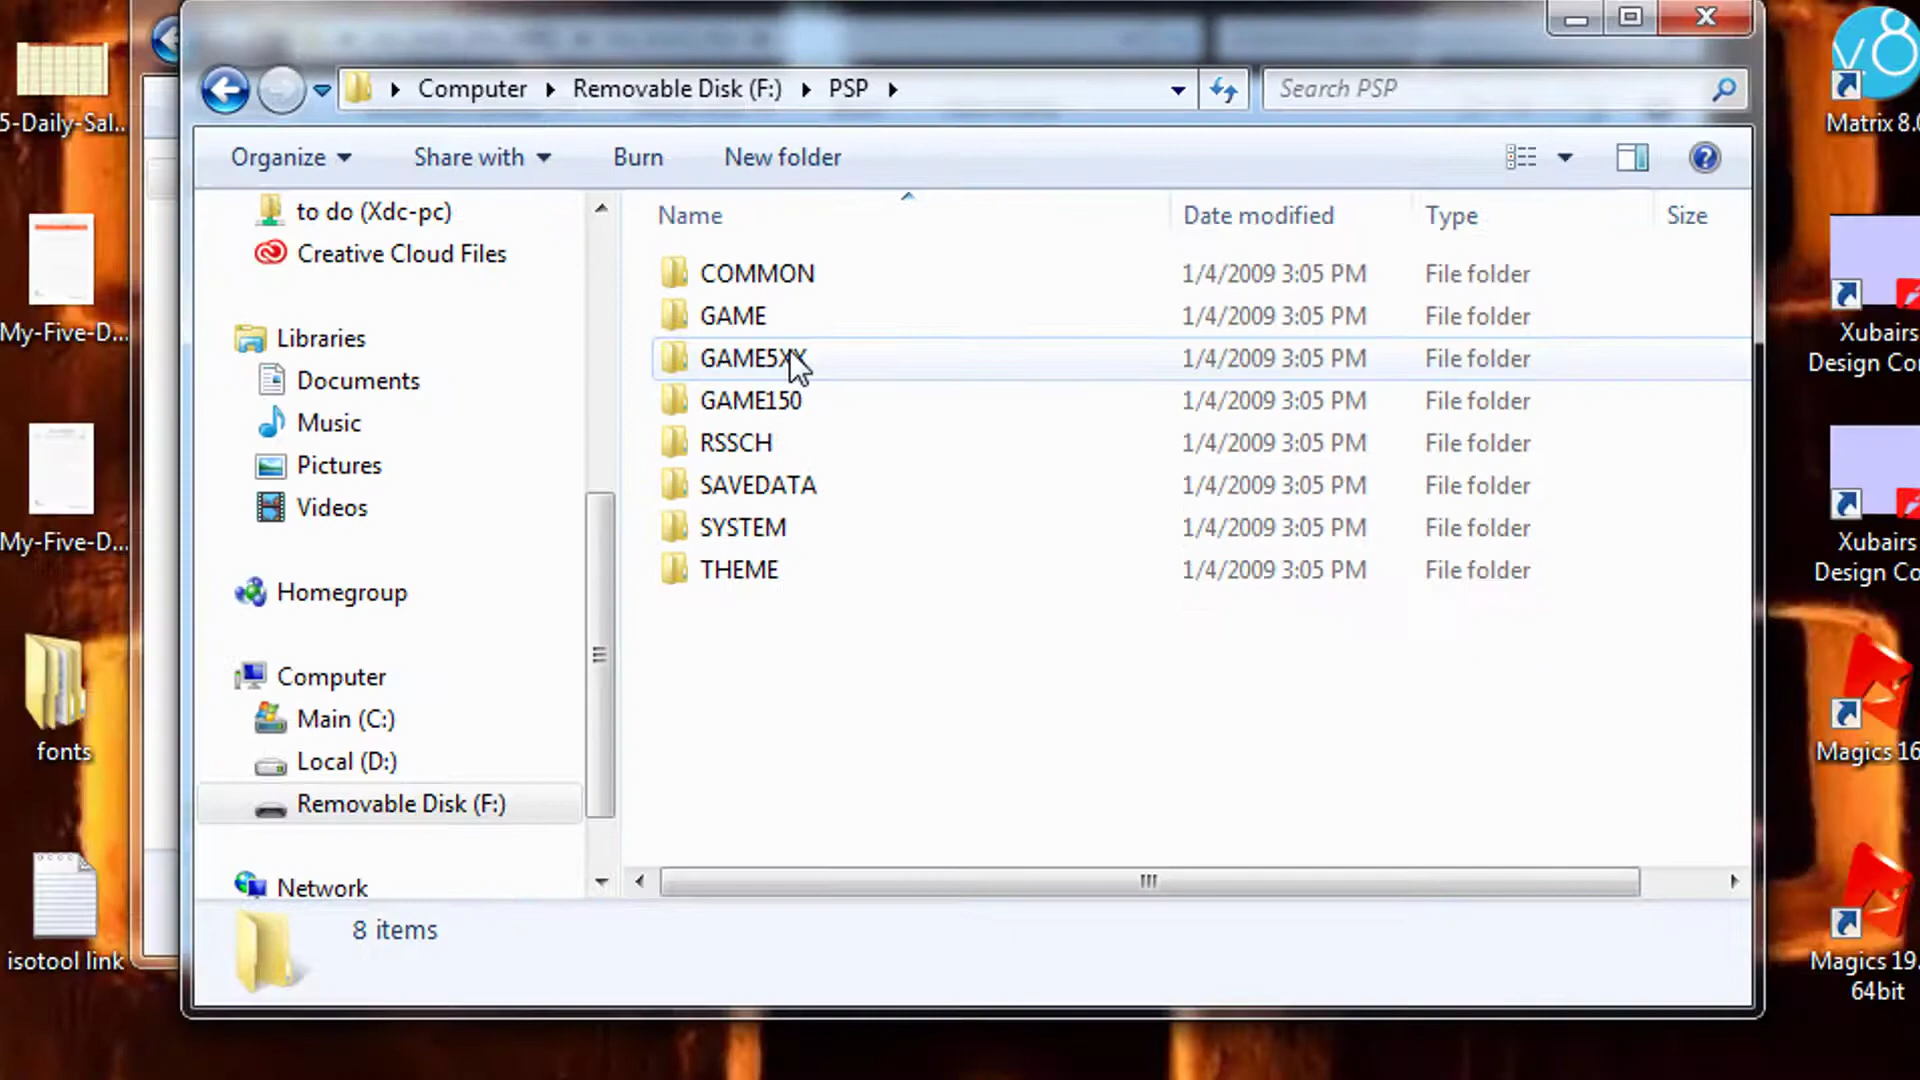 Computer Removable Disk (F:) PSP
Search PSP
Organize Share with Burn New folder
to do (Xdc-pc)
Creative Cloud Files
Libraries
Documents
Music
Pictures
Videos
Homegroup
Computer
Main (C:)
Local (D:)
Removable Disk (F:)
Network
Name Date modified Type Size
COMMON 1/4/2009 3:05 PM File folder
GAME 1/4/2009 3:05 PM File folder
GAME5XX 1/4/2009 3:05 PM File folder
GAME150 1/4/2009 3:05 PM File folder
RSSCH 1/4/2009 3:05 PM File folder
SAVEDATA 1/4/2009 3:05 PM File folder
SYSTEM 1/4/2009 3:05 PM File folder
THEME 1/4/2009 3:05 PM File folder
8 items
5-Daily-Sal...
My-Five-D...
My-Five-D...
fonts
isotool link
v8
Matrix 8.0
Xubairs
Design Co
Xubairs
Design Co
Magics 16
Magics 19.
64bit